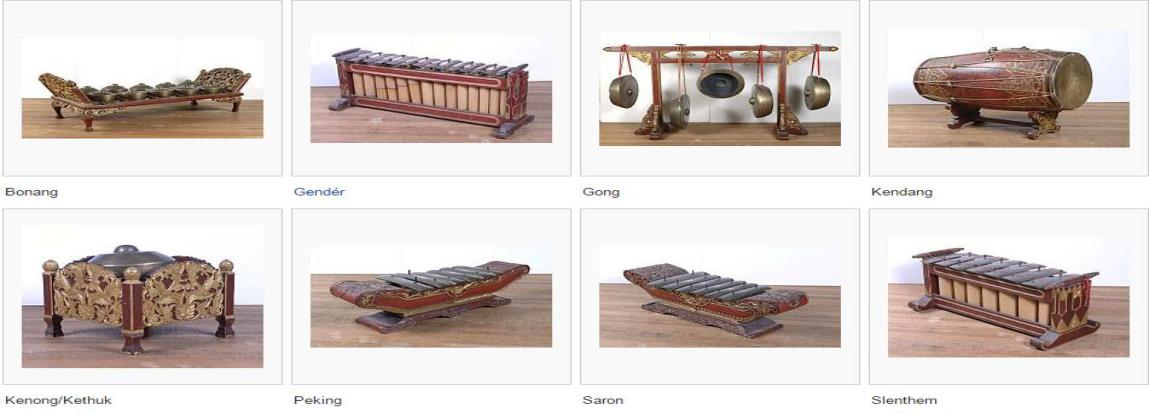 Bonang
Gendér
Gong
Kendang
Kenong/Kethuk
Peking
Saron
Slenthem